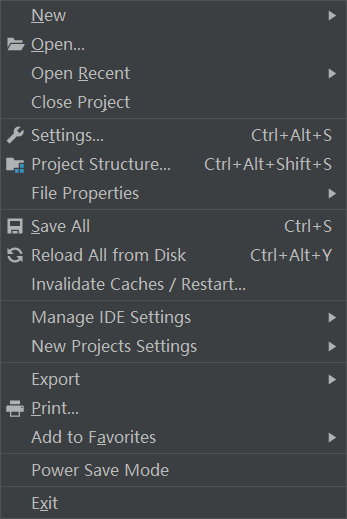 New
Open...
Open Recent
Close Project
Settings... Ctrl+Alt+S
Project Structure... Ctrl+Alt+Shift+S
File Properties
Save All Ctrl+S
Reload All from Disk Ctrl+Alt+Y
Invalidate Caches / Restart...
Manage IDE Settings
New Projects Settings
Export
Print...
Add to Favorites
Power Save Mode
Exit